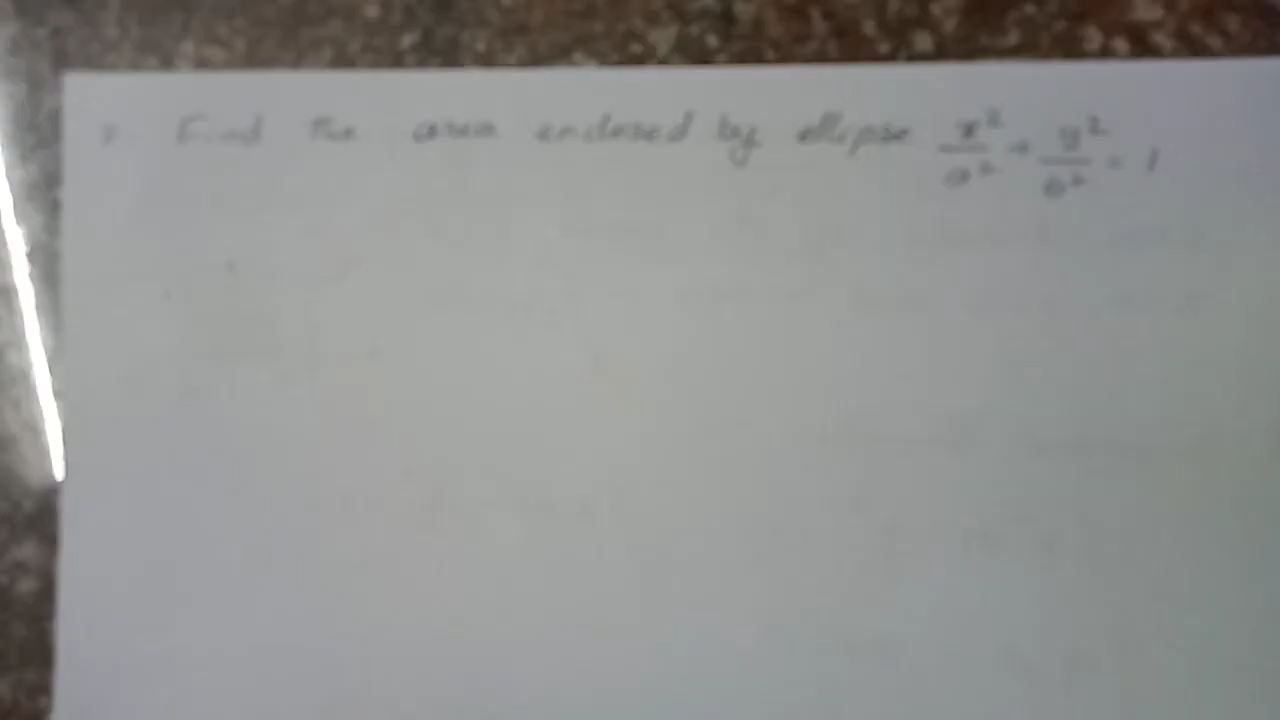 Find the area enclosed by ellipse x²/a² + y²/b² = 1